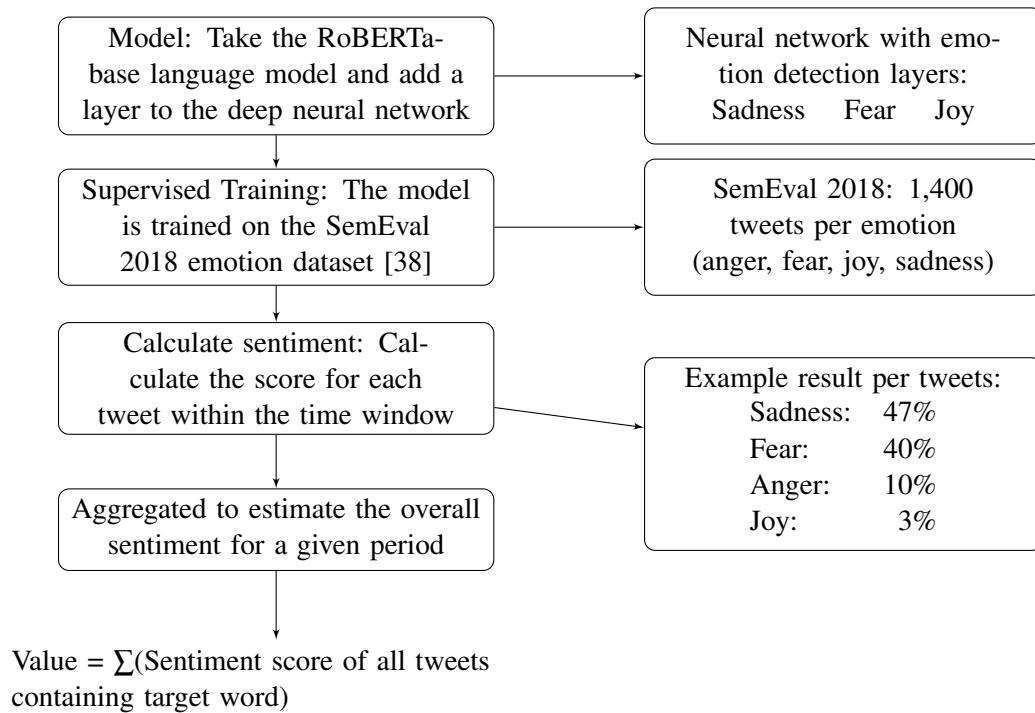 Model: Take the RoBERTa-
base language model and add a
layer to the deep neural network
Neural network with emo-
tion detection layers:
Sadness Fear Joy
Supervised Training: The model
is trained on the SemEval
2018 emotion dataset [38]
SemEval 2018: 1,400
tweets per emotion
(anger, fear, joy, sadness)
Calculate sentiment: Cal-
culate the score for each
tweet within the time window
Example result per tweets:
Sadness: 47%
Fear: 40%
Anger: 10%
Joy: 3%
Aggregated to estimate the overall
sentiment for a given period
Value = ∑(Sentiment score of all tweets
containing target word)